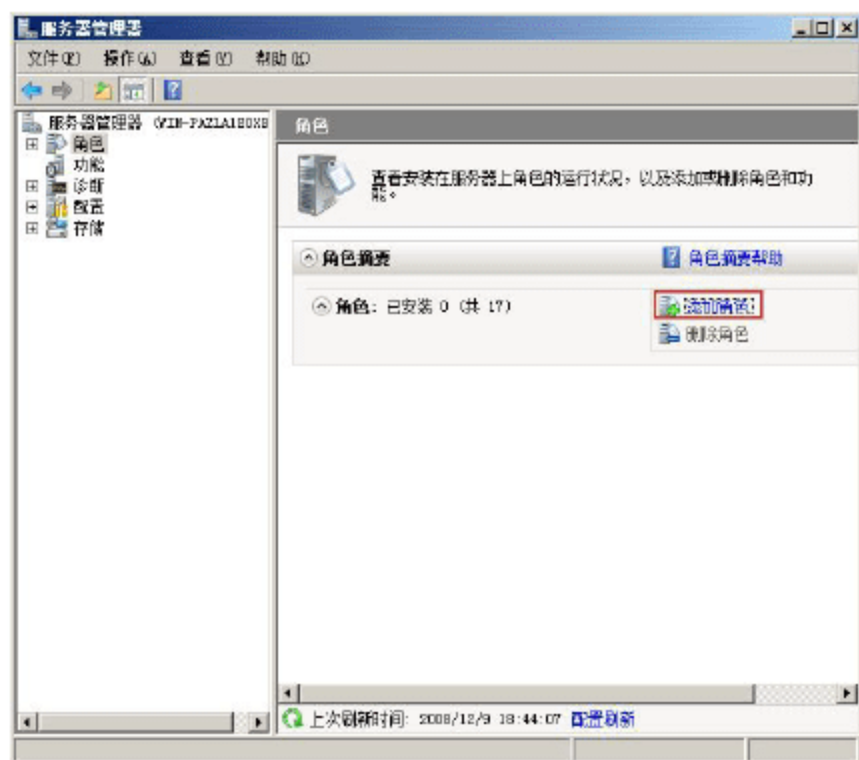 服务器管理器
文件(F) 操作(A) 查看(V) 帮助(H)
服务器管理器 (WIN-PAZLA180X8
角色
功能
诊断
配置
存储
角色
查看安装在服务器上角色的运行状况，以及添加或删除角色和功
能。
角色摘要 角色摘要帮助
角色: 已安装 0 (共 17) 添加角色
删除角色
上次刷新时间: 2008/12/9 18:44:07 配置刷新